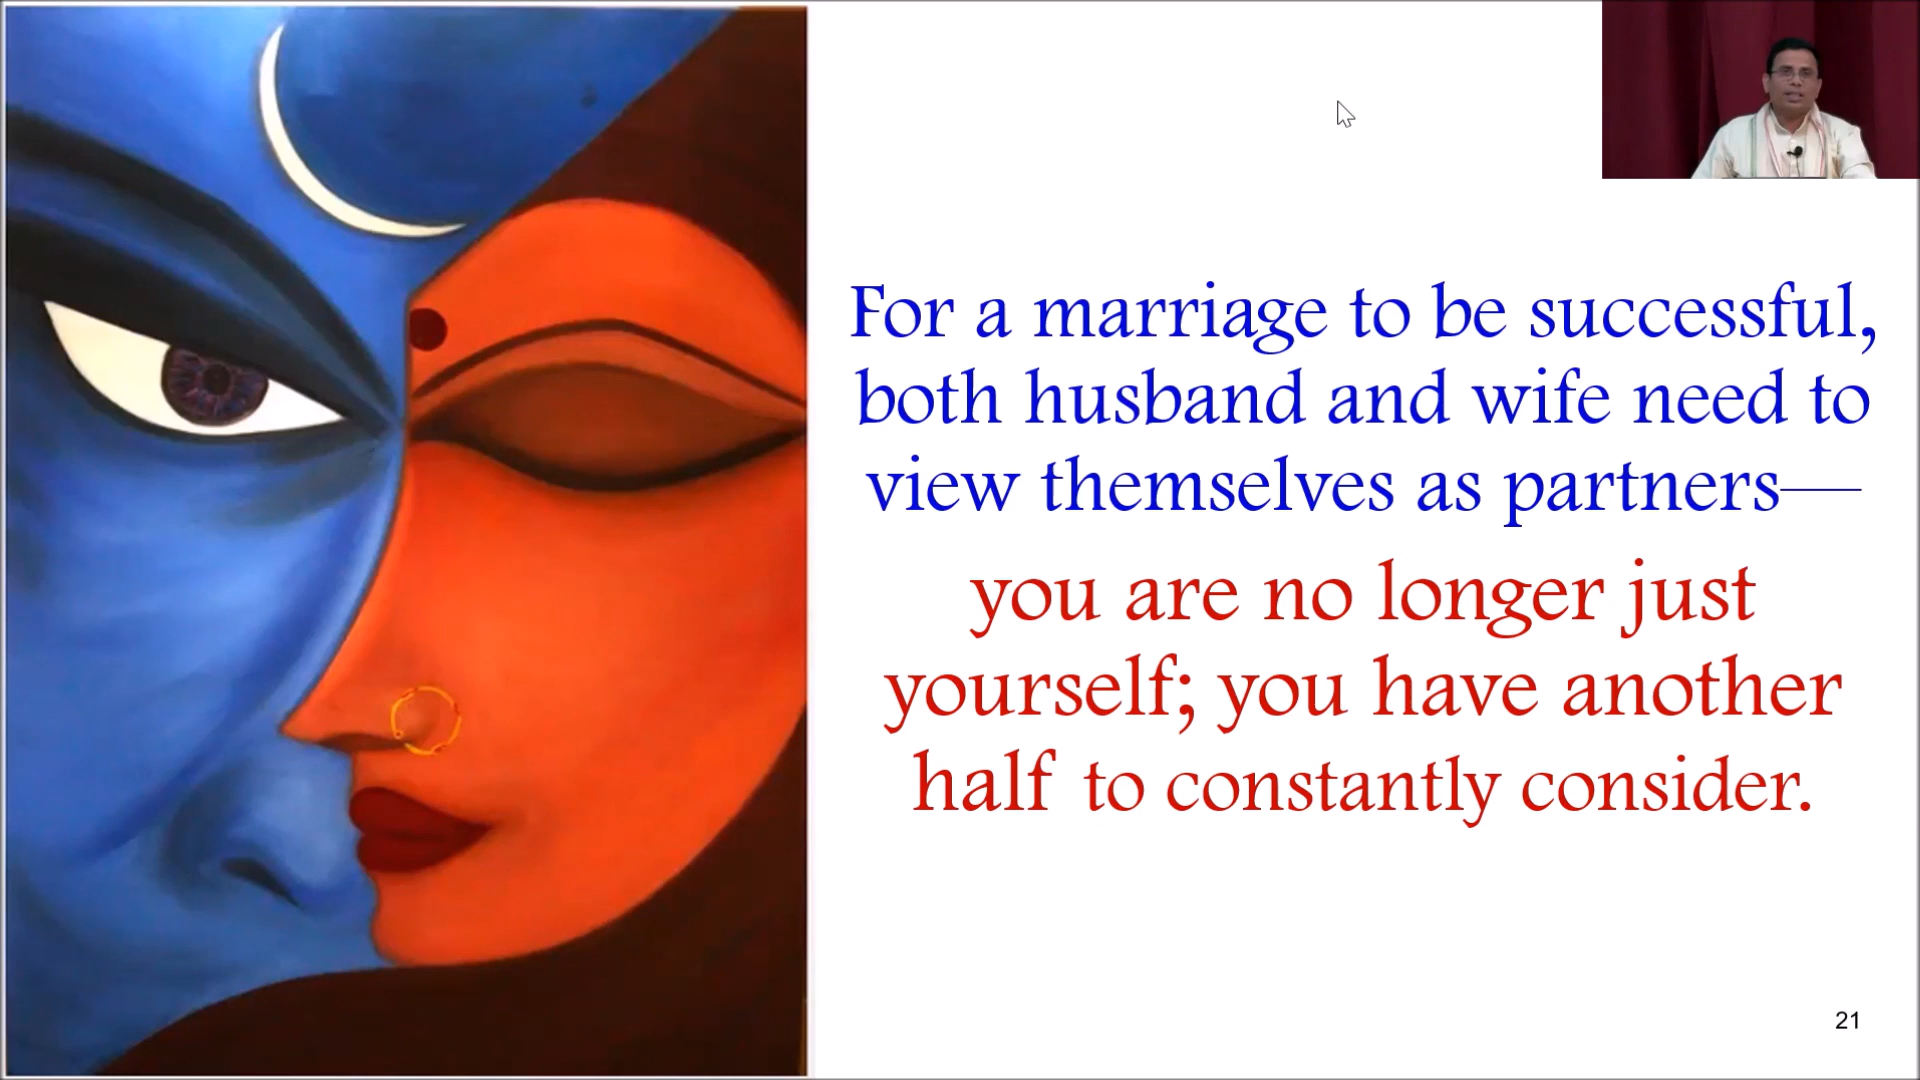 For a marriage to be successful,
both husband and wife need to
view themselves as partners—
you are no longer just
yourself; you have another
half to constantly consider.
21